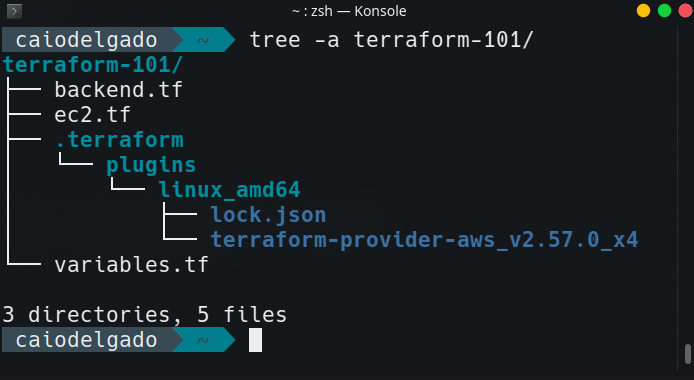 ~ : zsh — Konsole
caiodelgado ~ tree -a terraform-101/
terraform-101/
├── backend.tf
├── ec2.tf
├── .terraform
│   └── plugins
│       └── linux_amd64
│           ├── lock.json
│           └── terraform-provider-aws_v2.57.0_x4
└── variables.tf
3 directories, 5 files
caiodelgado ~